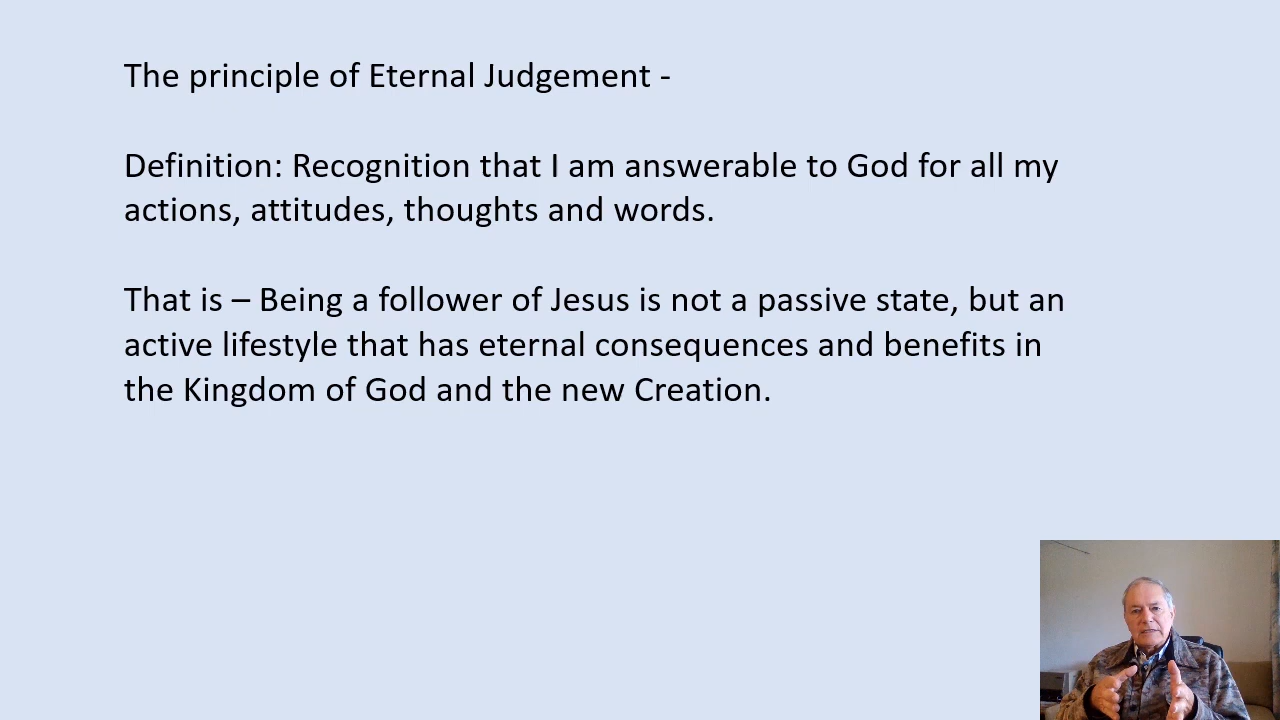 The principle of Eternal Judgement -
Definition: Recognition that I am answerable to God for all my
actions, attitudes, thoughts and words.
That is – Being a follower of Jesus is not a passive state, but an
active lifestyle that has eternal consequences and benefits in
the Kingdom of God and the new Creation.